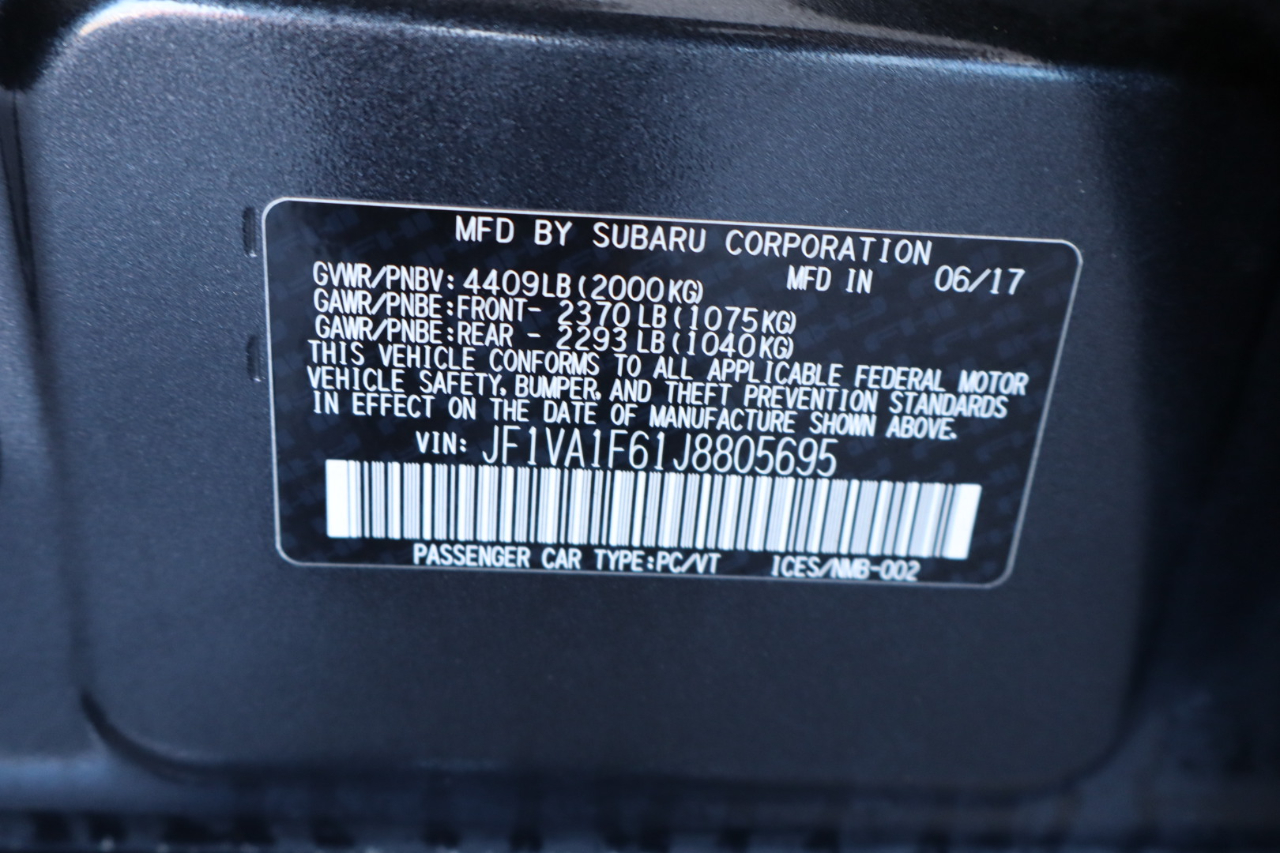 MFD BY SUBARU CORPORATION
GVWR/PNBV: 4409LB(2000KG) MFD IN 06/17
GAWR/PNBE:FRONT- 2370LB(1075KG)
GAWR/PNBE:REAR - 2293LB(1040KG)
THIS VEHICLE CONFORMS TO ALL APPLICABLE FEDERAL MOTOR
VEHICLE SAFETY, BUMPER, AND THEFT PREVENTION STANDARDS
IN EFFECT ON THE DATE OF MANUFACTURE SHOWN ABOVE.
VIN: JF1VA1F61J8805695
PASSENGER CAR TYPE:PC/VT ICES/NMB-002